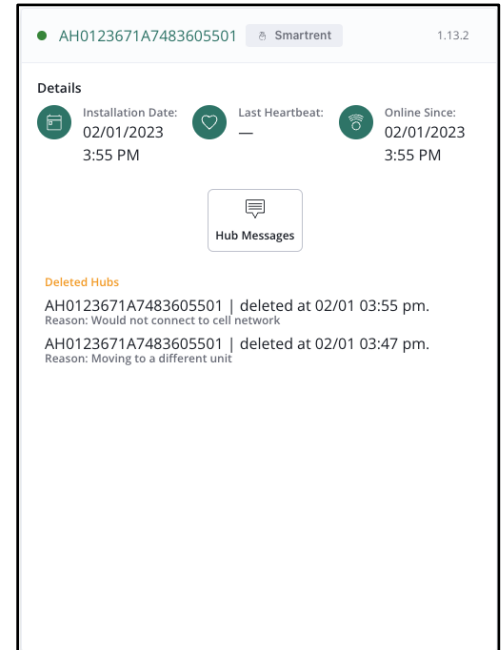 AH0123671A7483605501 Smartrent 1.13.2
Details
Installation Date: Last Heartbeat: Online Since:
02/01/2023 — 02/01/2023
3:55 PM 3:55 PM
Hub Messages
Deleted Hubs
AH0123671A7483605501 | deleted at 02/01 03:55 pm.
Reason: Would not connect to cell network
AH0123671A7483605501 | deleted at 02/01 03:47 pm.
Reason: Moving to a different unit